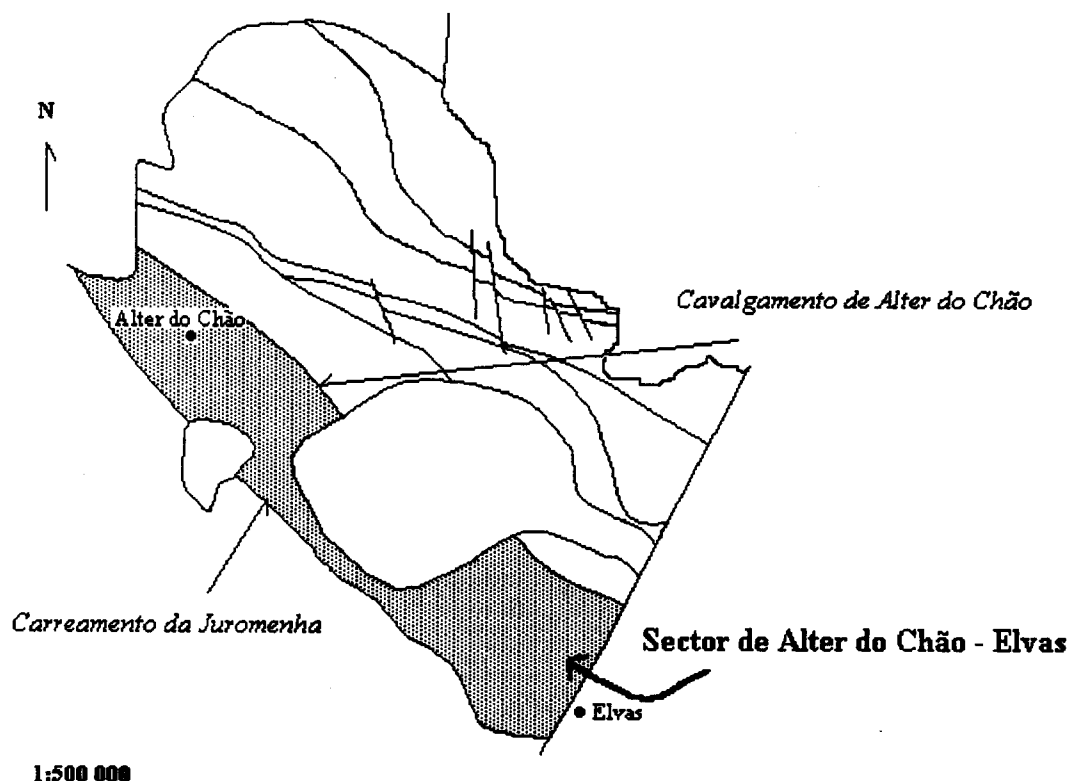 N
Cavalgamento de Alter do Chão
Alter do Chão
Carreamento da Juromenha
Sector de Alter do Chão - Elvas
Elvas
1:500 000